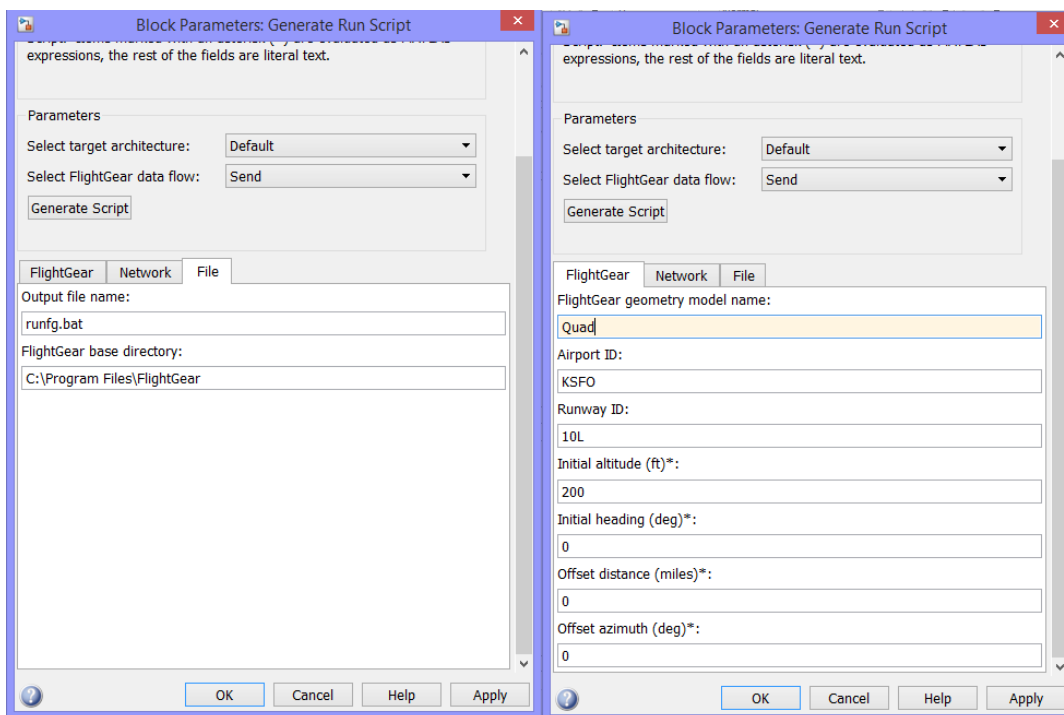 Block Parameters: Generate Run Script
expressions, the rest of the fields are literal text.
Parameters
Select target architecture: Default
Select FlightGear data flow: Send
Generate Script
FlightGear Network File
Output file name:
runfg.bat
FlightGear base directory:
C:\Program Files\FlightGear
OK Cancel Help Apply
Block Parameters: Generate Run Script
expressions, the rest of the fields are literal text.
Parameters
Select target architecture: Default
Select FlightGear data flow: Send
Generate Script
FlightGear Network File
FlightGear geometry model name:
Quad
Airport ID:
KSFO
Runway ID:
10L
Initial altitude (ft)*:
200
Initial heading (deg)*:
0
Offset distance (miles)*:
0
Offset azimuth (deg)*:
0
OK Cancel Help Apply